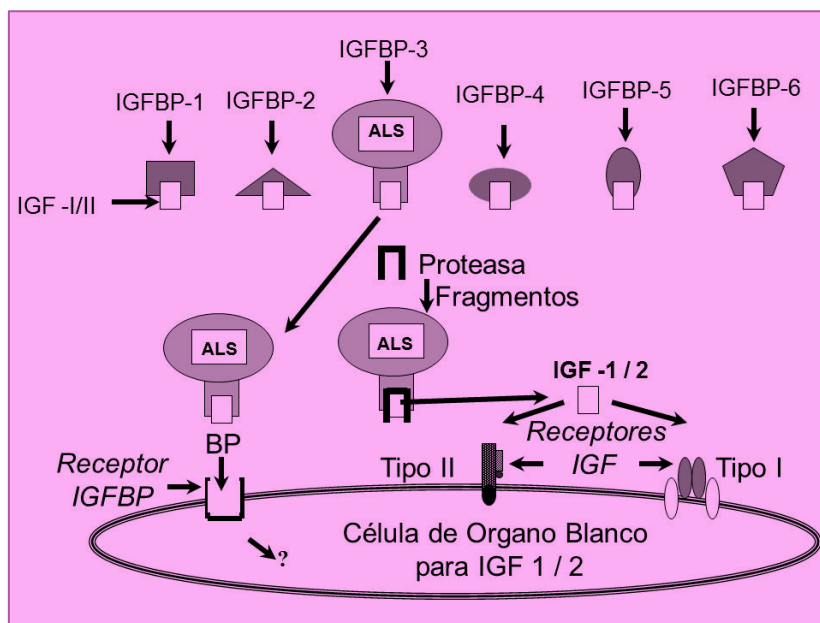 IGFBP-3
IGFBP-1
IGFBP-2
IGFBP-4
IGFBP-5
IGFBP-6
ALS
IGF -I/II
Proteasa
Fragmentos
ALS
ALS
IGF -1 / 2
BP
Receptores
Receptor
IGFBP
Tipo II
IGF
Tipo I
Célula de Organo Blanco
para IGF 1 / 2
?